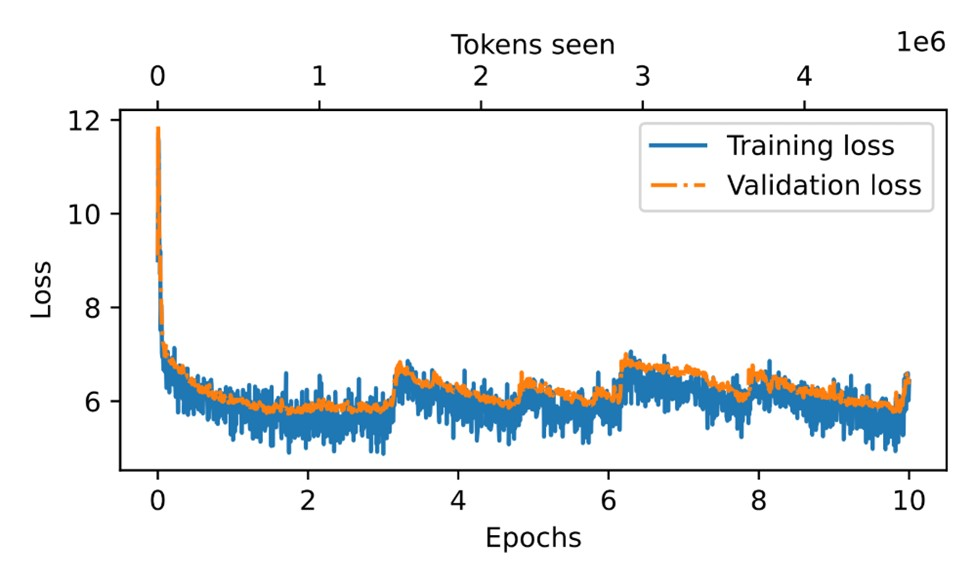 Tokens seen
1e6
0 1 2 3 4
12
10
8
6
Loss
Training loss
Validation loss
0 2 4 6 8 10
Epochs